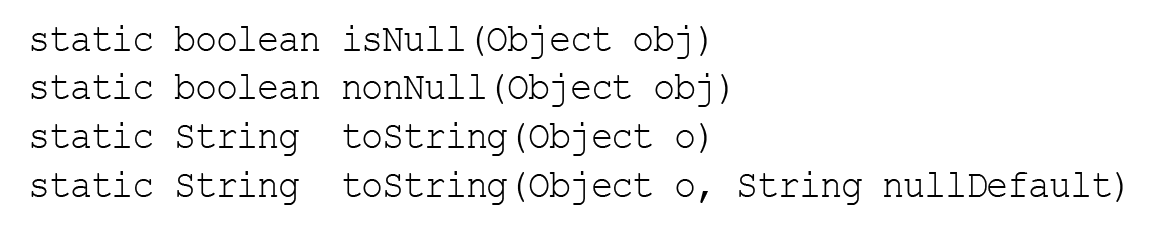 static boolean isNull(Object obj)
static boolean nonNull(Object obj)
static String  toString(Object o)
static String  toString(Object o, String nullDefault)